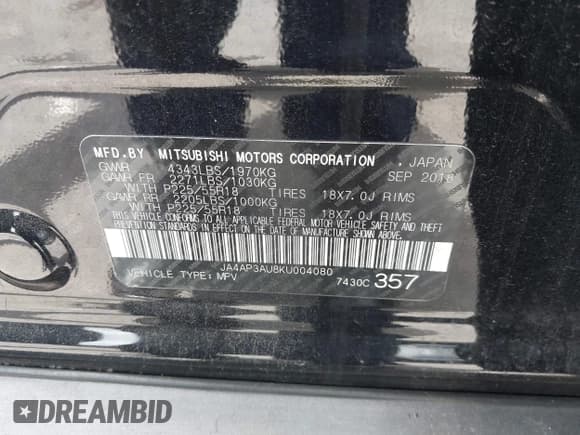 MFD.BY MITSUBISHI MOTORS CORPORATION , JAPAN
GVWR 4343LBS/1970KG SEP 2018
GAWR FR 2271LBS/1030KG
WITH P225/55R18 TIRES 18X7.0J RIMS
GAWR RR 2205LBS/1000KG
WITH P225/55R18 TIRES 18X7.0J RIMS
THIS VEHICLE CONFORMS TO ALL APPLICABLE FEDERAL MOTOR VEHICLE SAFETY AND
THEFT PREVENTION STANDARDS IN EFFECT ON THE DATE OF MANUFACTURE SHOWN ABOVE.
JA4AP3AU8KU004080
VEHICLE TYPE: MPV 7430C 357
DREAMBID